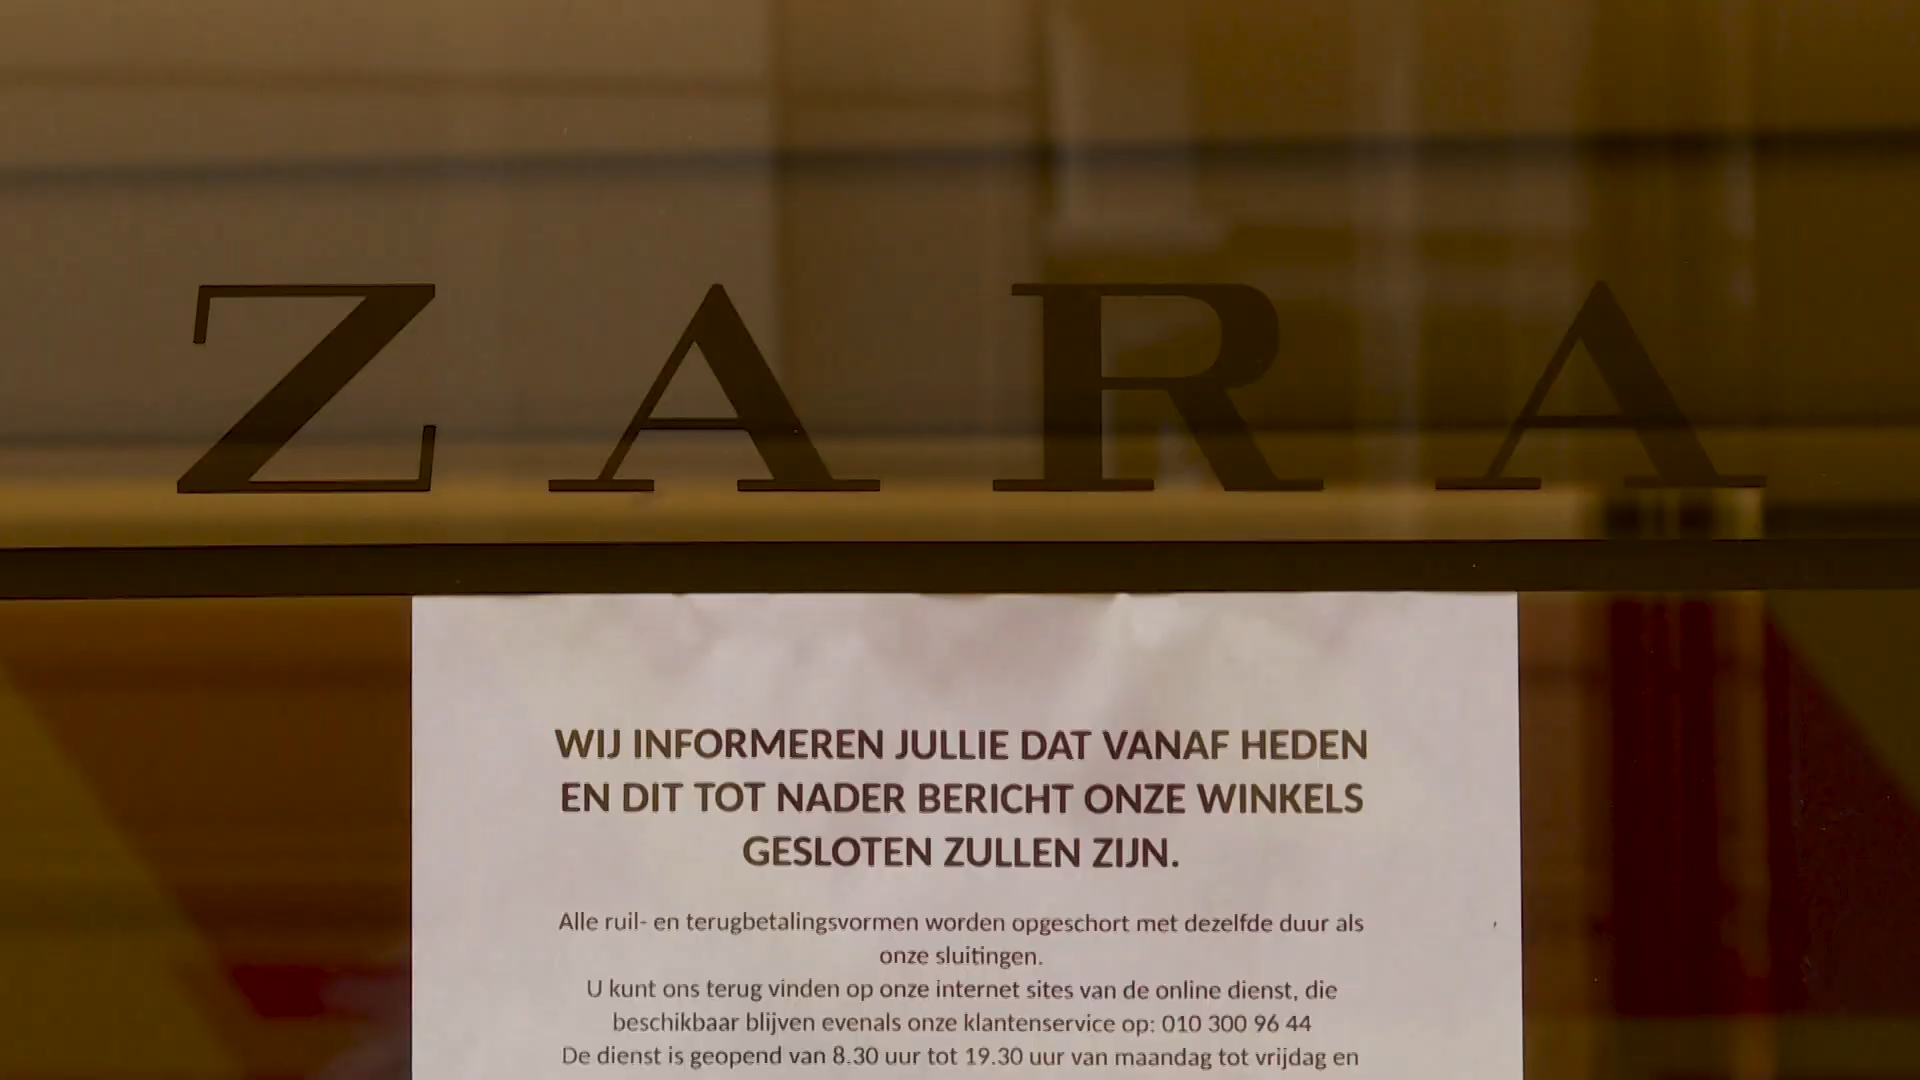 ZARA
WIJ INFORMEREN JULLIE DAT VANAF HEDEN
EN DIT TOT NADER BERICHT ONZE WINKELS
GESLOTEN ZULLEN ZIJN.
Alle ruil- en terugbetalingsvormen worden opgeschort met dezelfde duur als
onze sluitingen.
U kunt ons terug vinden op onze internet sites van de online dienst, die
beschikbaar blijven evenals onze klantenservice op: 010 300 96 44
De dienst is geopend van 8.30 uur tot 19.30 uur van maandag tot vrijdag en